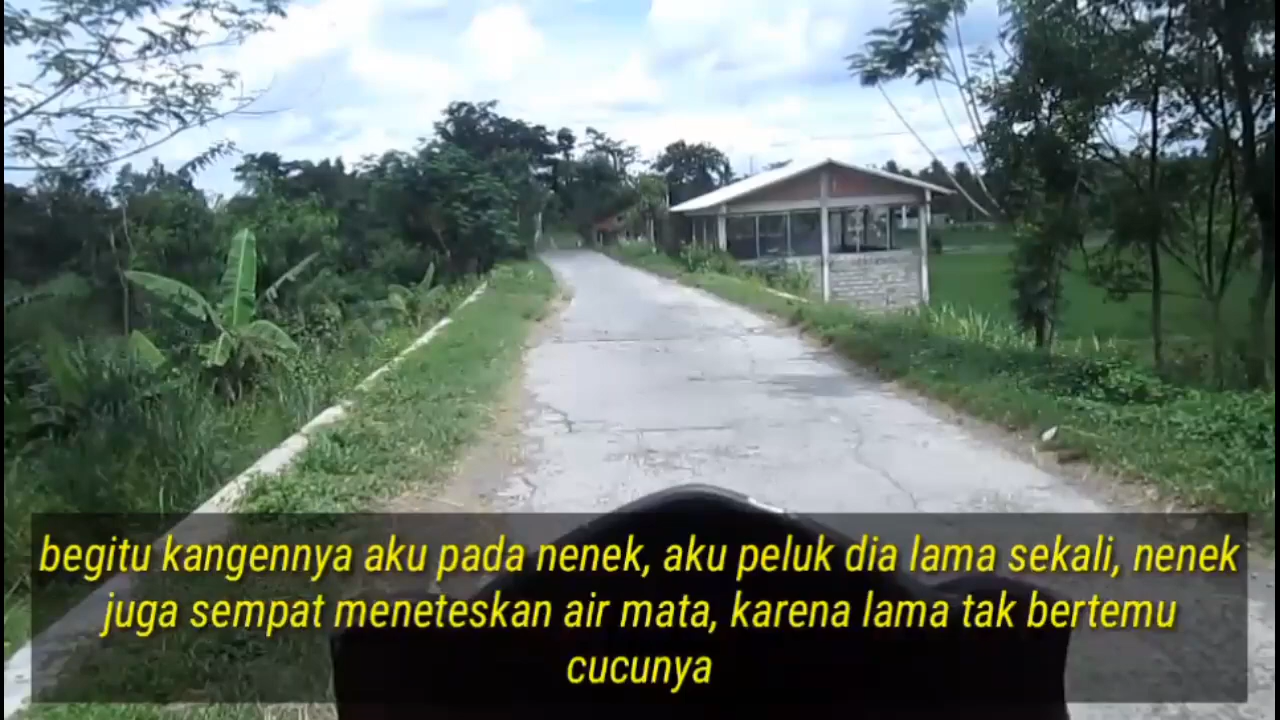 begitu kangennya aku pada nenek, aku peluk dia lama sekali, nenek
juga sempat meneteskan air mata, karena lama tak bertemu
cucunya